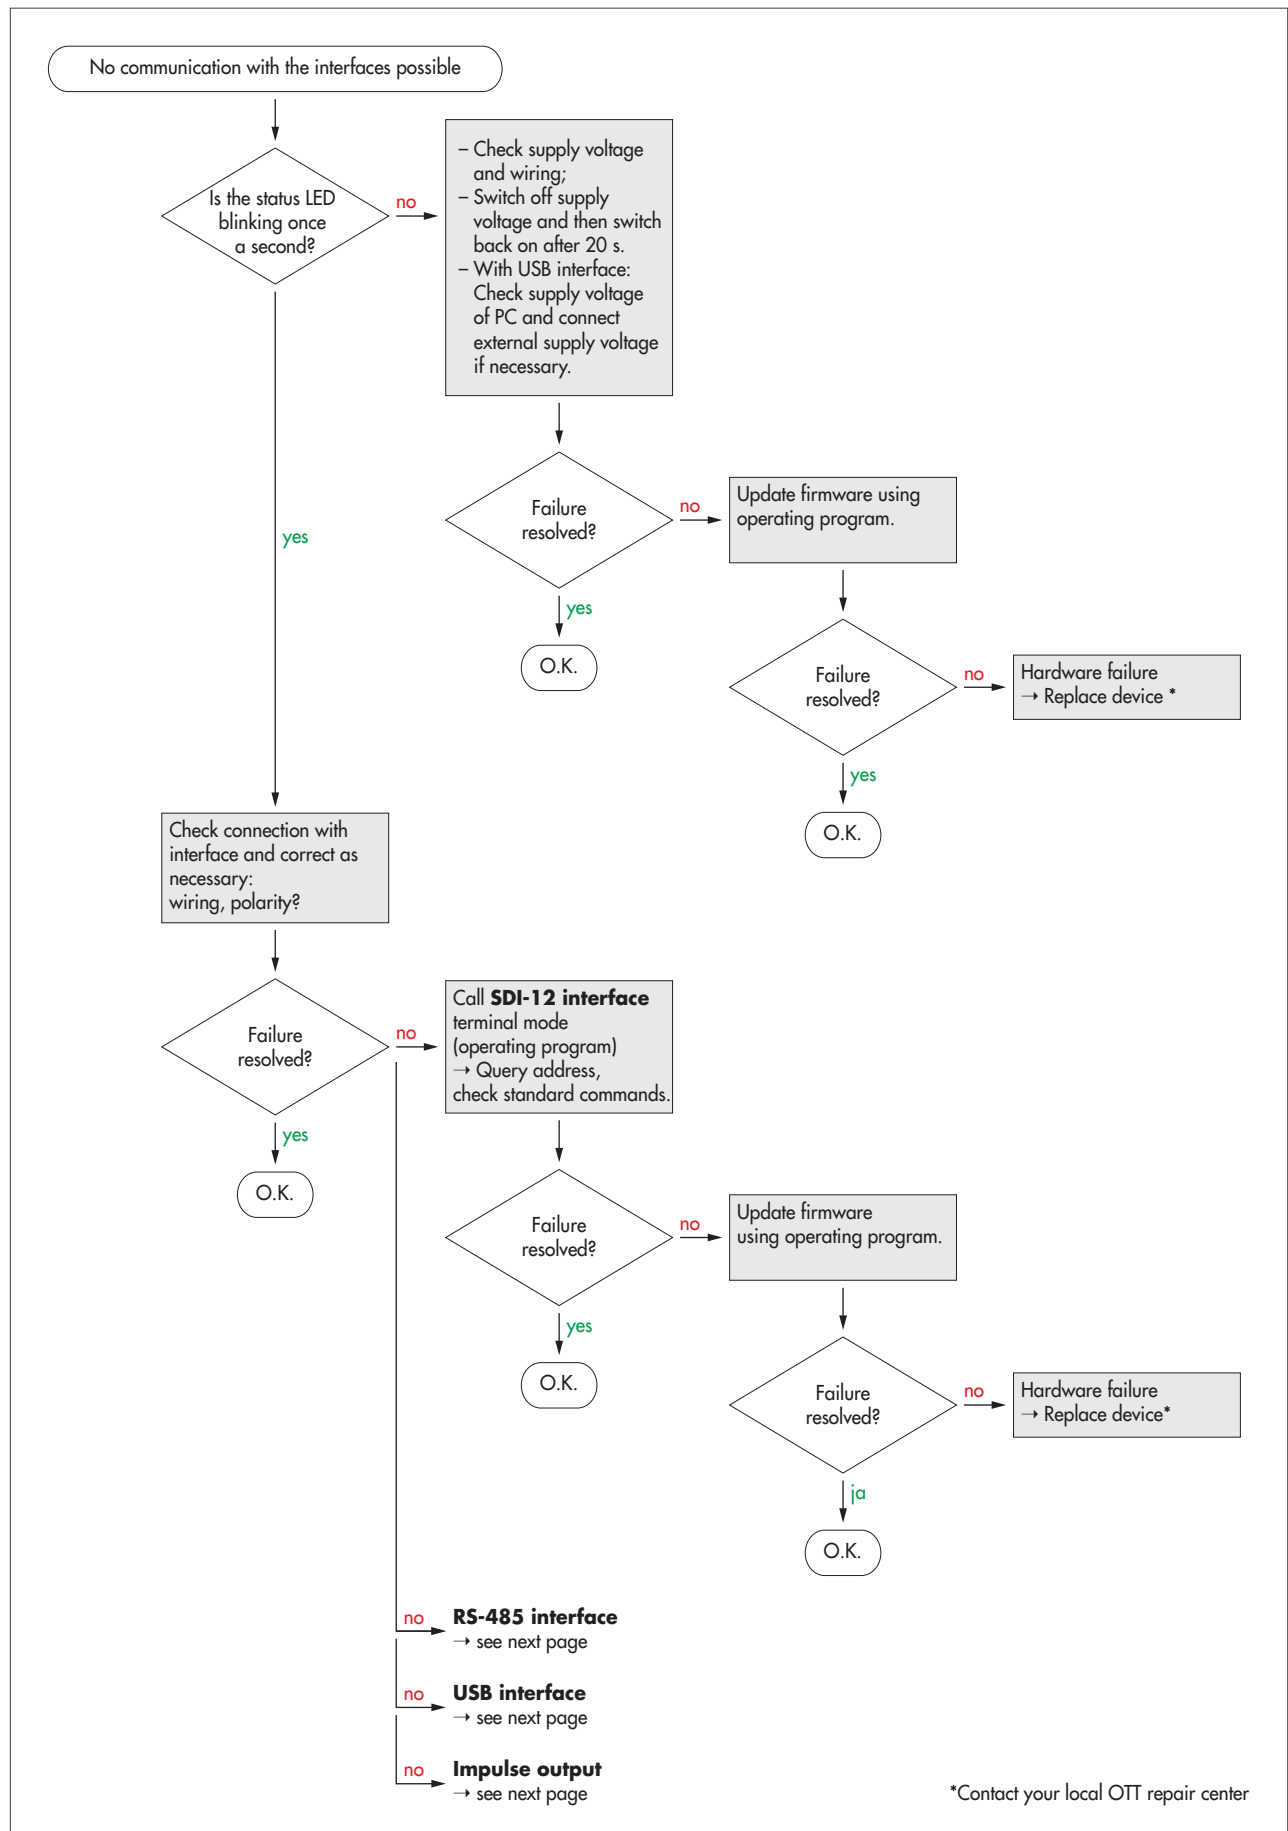 No communication with the interfaces possible
Is the status LED
blinking once
a second?
no
– Check supply voltage
and wiring;
– Switch off supply
voltage and then switch
back on after 20 s.
– With USB interface:
Check supply voltage
of PC and connect
external supply voltage
if necessary.
yes
Failure
resolved?
no
Update firmware using
operating program.
yes
O.K.
Failure
resolved?
no
Hardware failure
→ Replace device *
yes
O.K.
Check connection with
interface and correct as
necessary:
wiring, polarity?
Failure
resolved?
no
Call SDI-12 interface
terminal mode
(operating program)
→ Query address,
check standard commands.
yes
O.K.
Failure
resolved?
no
Update firmware
using operating program.
yes
O.K.
Failure
resolved?
no
Hardware failure
→ Replace device*
ja
O.K.
no
RS-485 interface
→ see next page
no
USB interface
→ see next page
no
Impulse output
→ see next page
*Contact your local OTT repair center